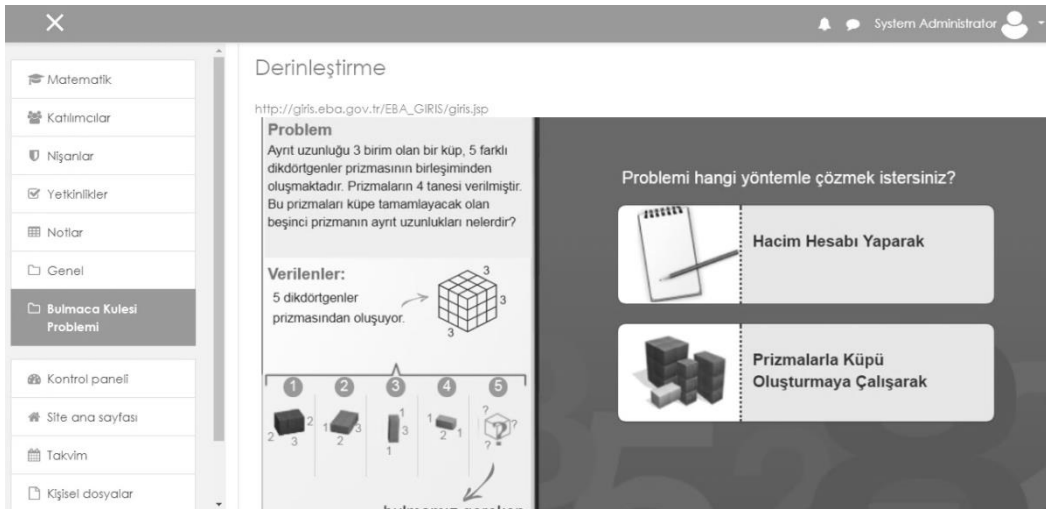 System Administrator
Matematik
Katılımcılar
Nişanlar
Yetkinlikler
Notlar
Genel
Bulmaca Kulesi
Problemi
Kontrol paneli
Site ana sayfası
Takvim
Kişisel dosyalar
Derinleştirme
http://giris.eba.gov.tr/EBA_GIRIS/giris.jsp
Problem
Ayrıt uzunluğu 3 birim olan bir küp, 5 farklı
dikdörtgenler prizmasının birleşiminden
oluşmaktadır. Prizmaların 4 tanesi verilmiştir.
Bu prizmaları küpe tamamlayacak olan
beşinci prizmanın ayrıt uzunlukları nelerdir?
Verilenler:
5 dikdörtgenler
prizmasından oluşuyor.
3
3
3
1 2 3 4 5
2 2 3
1 2 3
1 3 1
1 2 1
? ? ? ?
Problemi hangi yöntemle çözmek istersiniz?
Hacim Hesabı Yaparak
Prizmalarla Küpü
Oluşturmaya Çalışarak